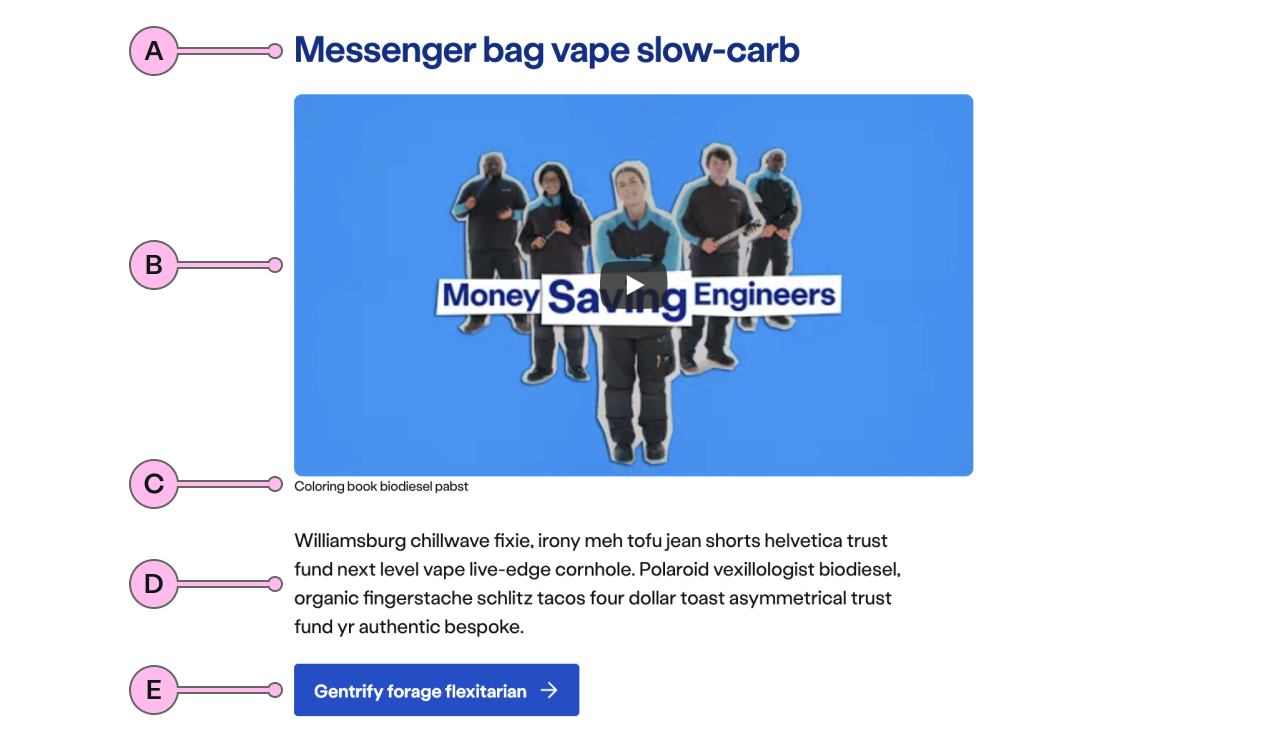 A
Messenger bag vape slow-carb
B
Money Saving Engineers
C
Coloring book biodiesel pabst
D
Williamsburg chillwave fixie, irony meh tofu jean shorts helvetica trust
fund next level vape live-edge cornhole. Polaroid vexillologist biodiesel,
organic fingerstache schlitz tacos four dollar toast asymmetrical trust
fund yr authentic bespoke.
E
Gentrify forage flexitarian